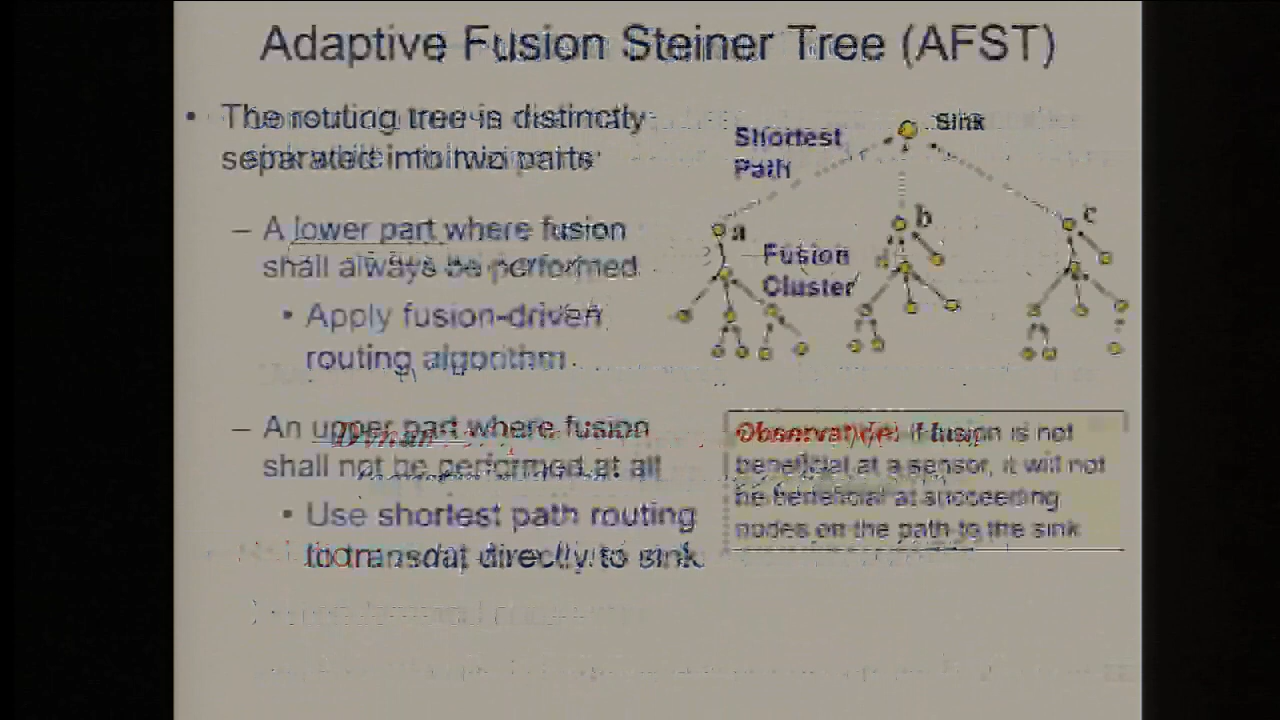 Adaptive Fusion Steiner Tree (AFST)
• The routing tree is distinctly
separated into two parts
– A lower part where fusion
shall always be performed
• Apply fusion-driven
routing algorithm
– An upper part where fusion
shall not be performed at all
• Use shortest path routing
directly to sink
Sink
Shortest
Path
a
b
c
Fusion
Cluster
Observation: if fusion is not
beneficial at a sensor, it will not
be beneficial at succeeding
nodes on the path to the sink